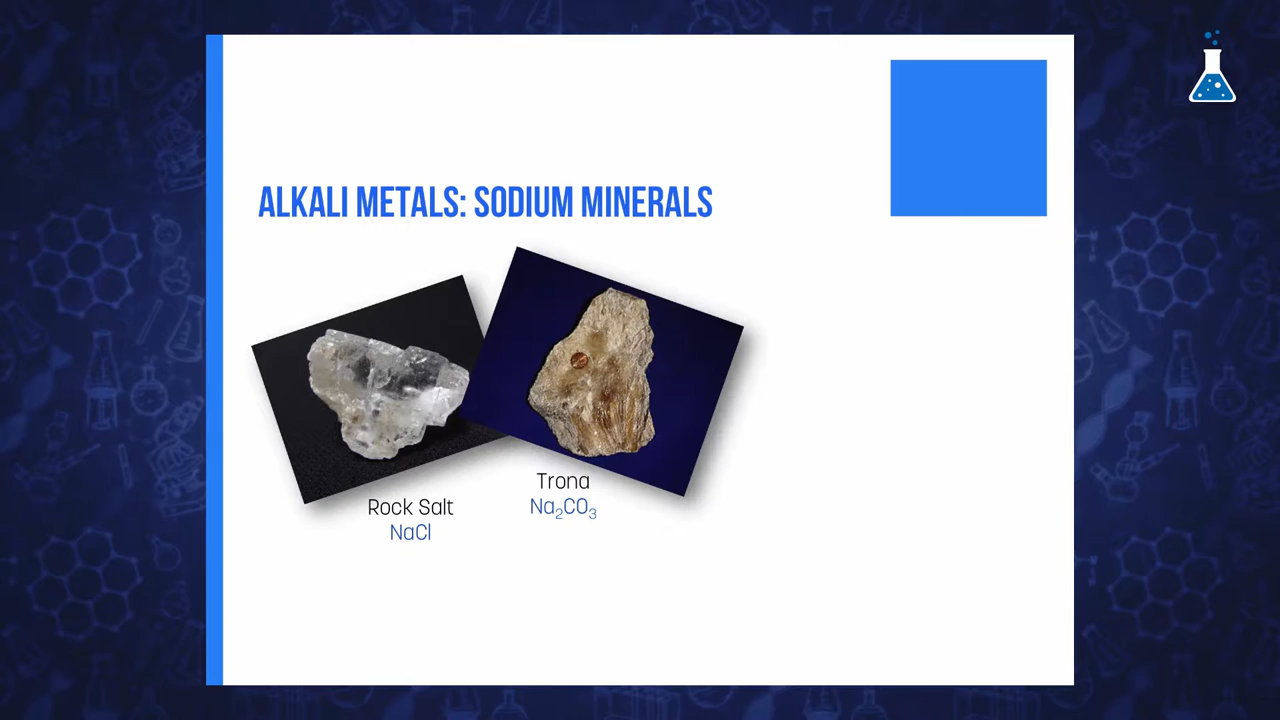 ALKALI METALS: SODIUM MINERALS
Rock Salt
NaCl
Trona
Na₂CO₃